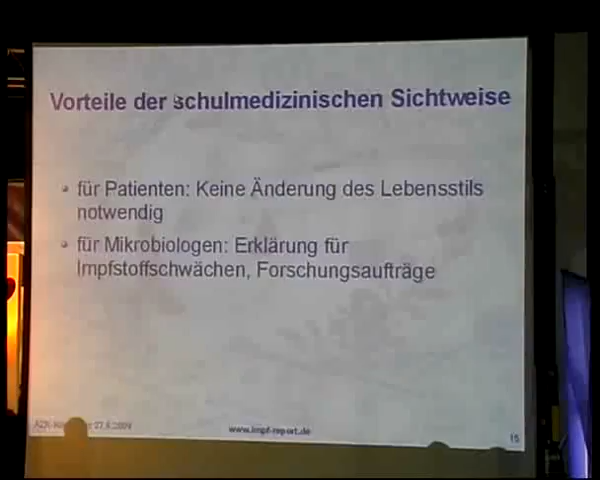 Vorteile der schulmedizinischen Sichtweise
für Patienten: Keine Änderung des Lebensstils
notwendig
für Mikrobiologen: Erklärung für
Impfstoffschwächen, Forschungsaufträge
www.impf-report.de
15